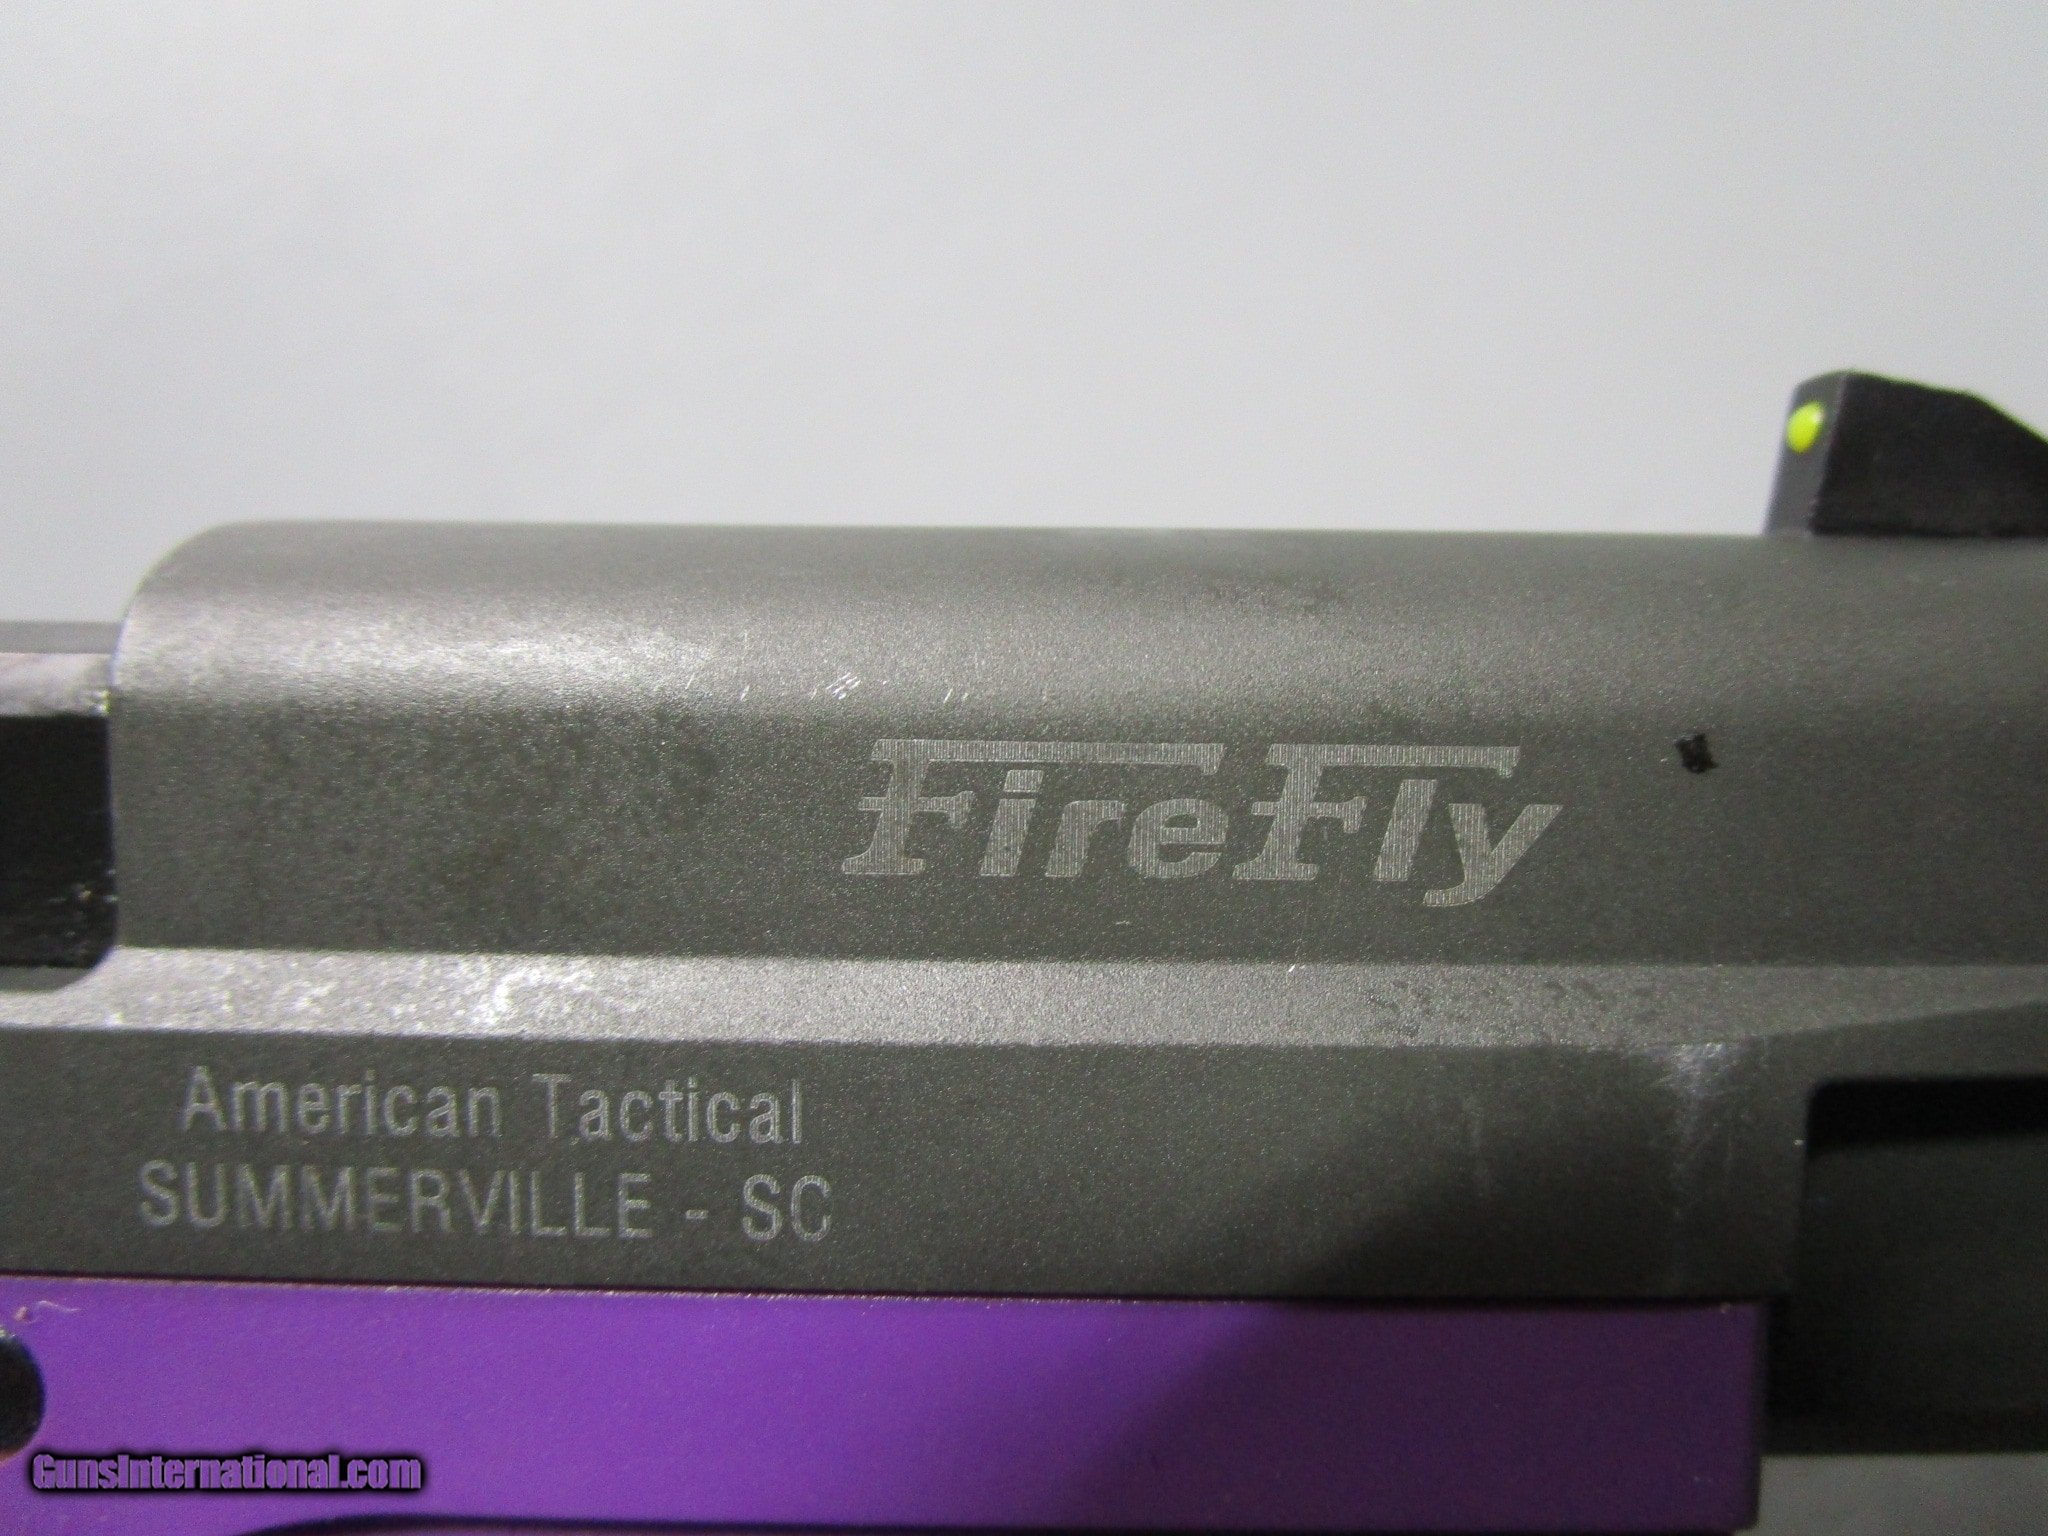 FireFly
American Tactical
SUMMERVILLE - SC
GunsInternational.com